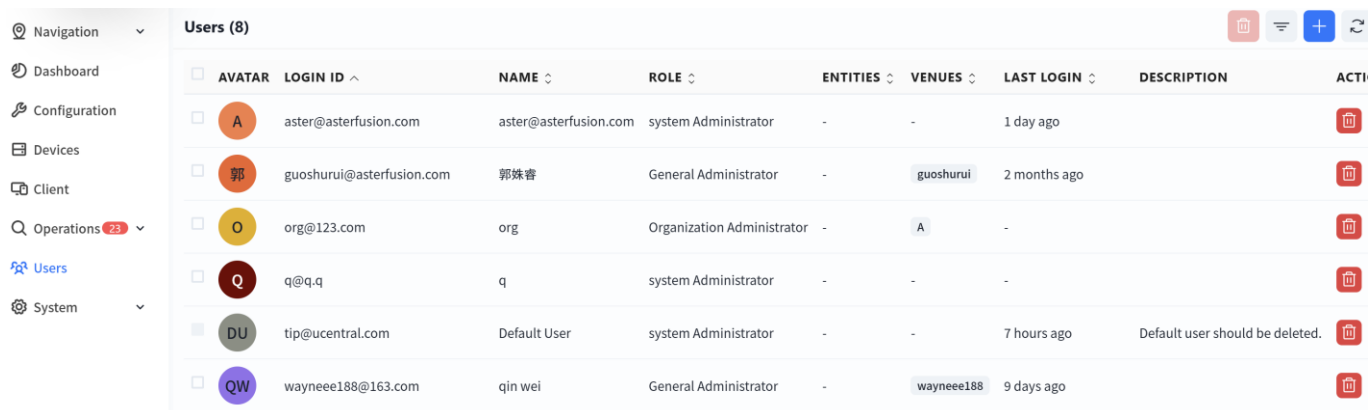 Navigation
Users (8)
Dashboard
AVATAR LOGIN ID NAME ROLE ENTITIES VENUES LAST LOGIN DESCRIPTION ACTI
Configuration
A aster@asterfusion.com aster@asterfusion.com system Administrator - - 1 day ago
Devices
郭 guoshurui@asterfusion.com 郭姝睿 General Administrator - guoshurui 2 months ago
Client
Operations 23
O org@123.com org Organization Administrator - A -
Users
Q q@q.q q system Administrator - - -
System
DU tip@ucentral.com Default User system Administrator - - 7 hours ago Default user should be deleted.
QW wayneee188@163.com qin wei General Administrator - wayneee188 9 days ago